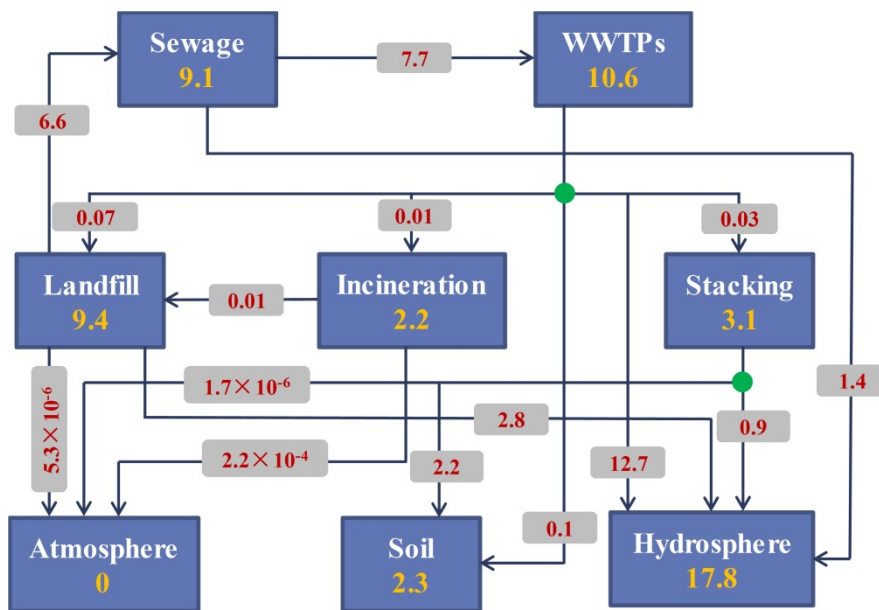 Sewage
9.1
7.7
WWTPs
10.6
6.6
0.07
0.01
0.03
Landfill
9.4
0.01
Incineration
2.2
Stacking
3.1
5.3×10⁻⁶
1.7×10⁻⁶
2.8
0.9
1.4
2.2×10⁻⁴
2.2
12.7
0.1
Atmosphere
0
Soil
2.3
Hydrosphere
17.8